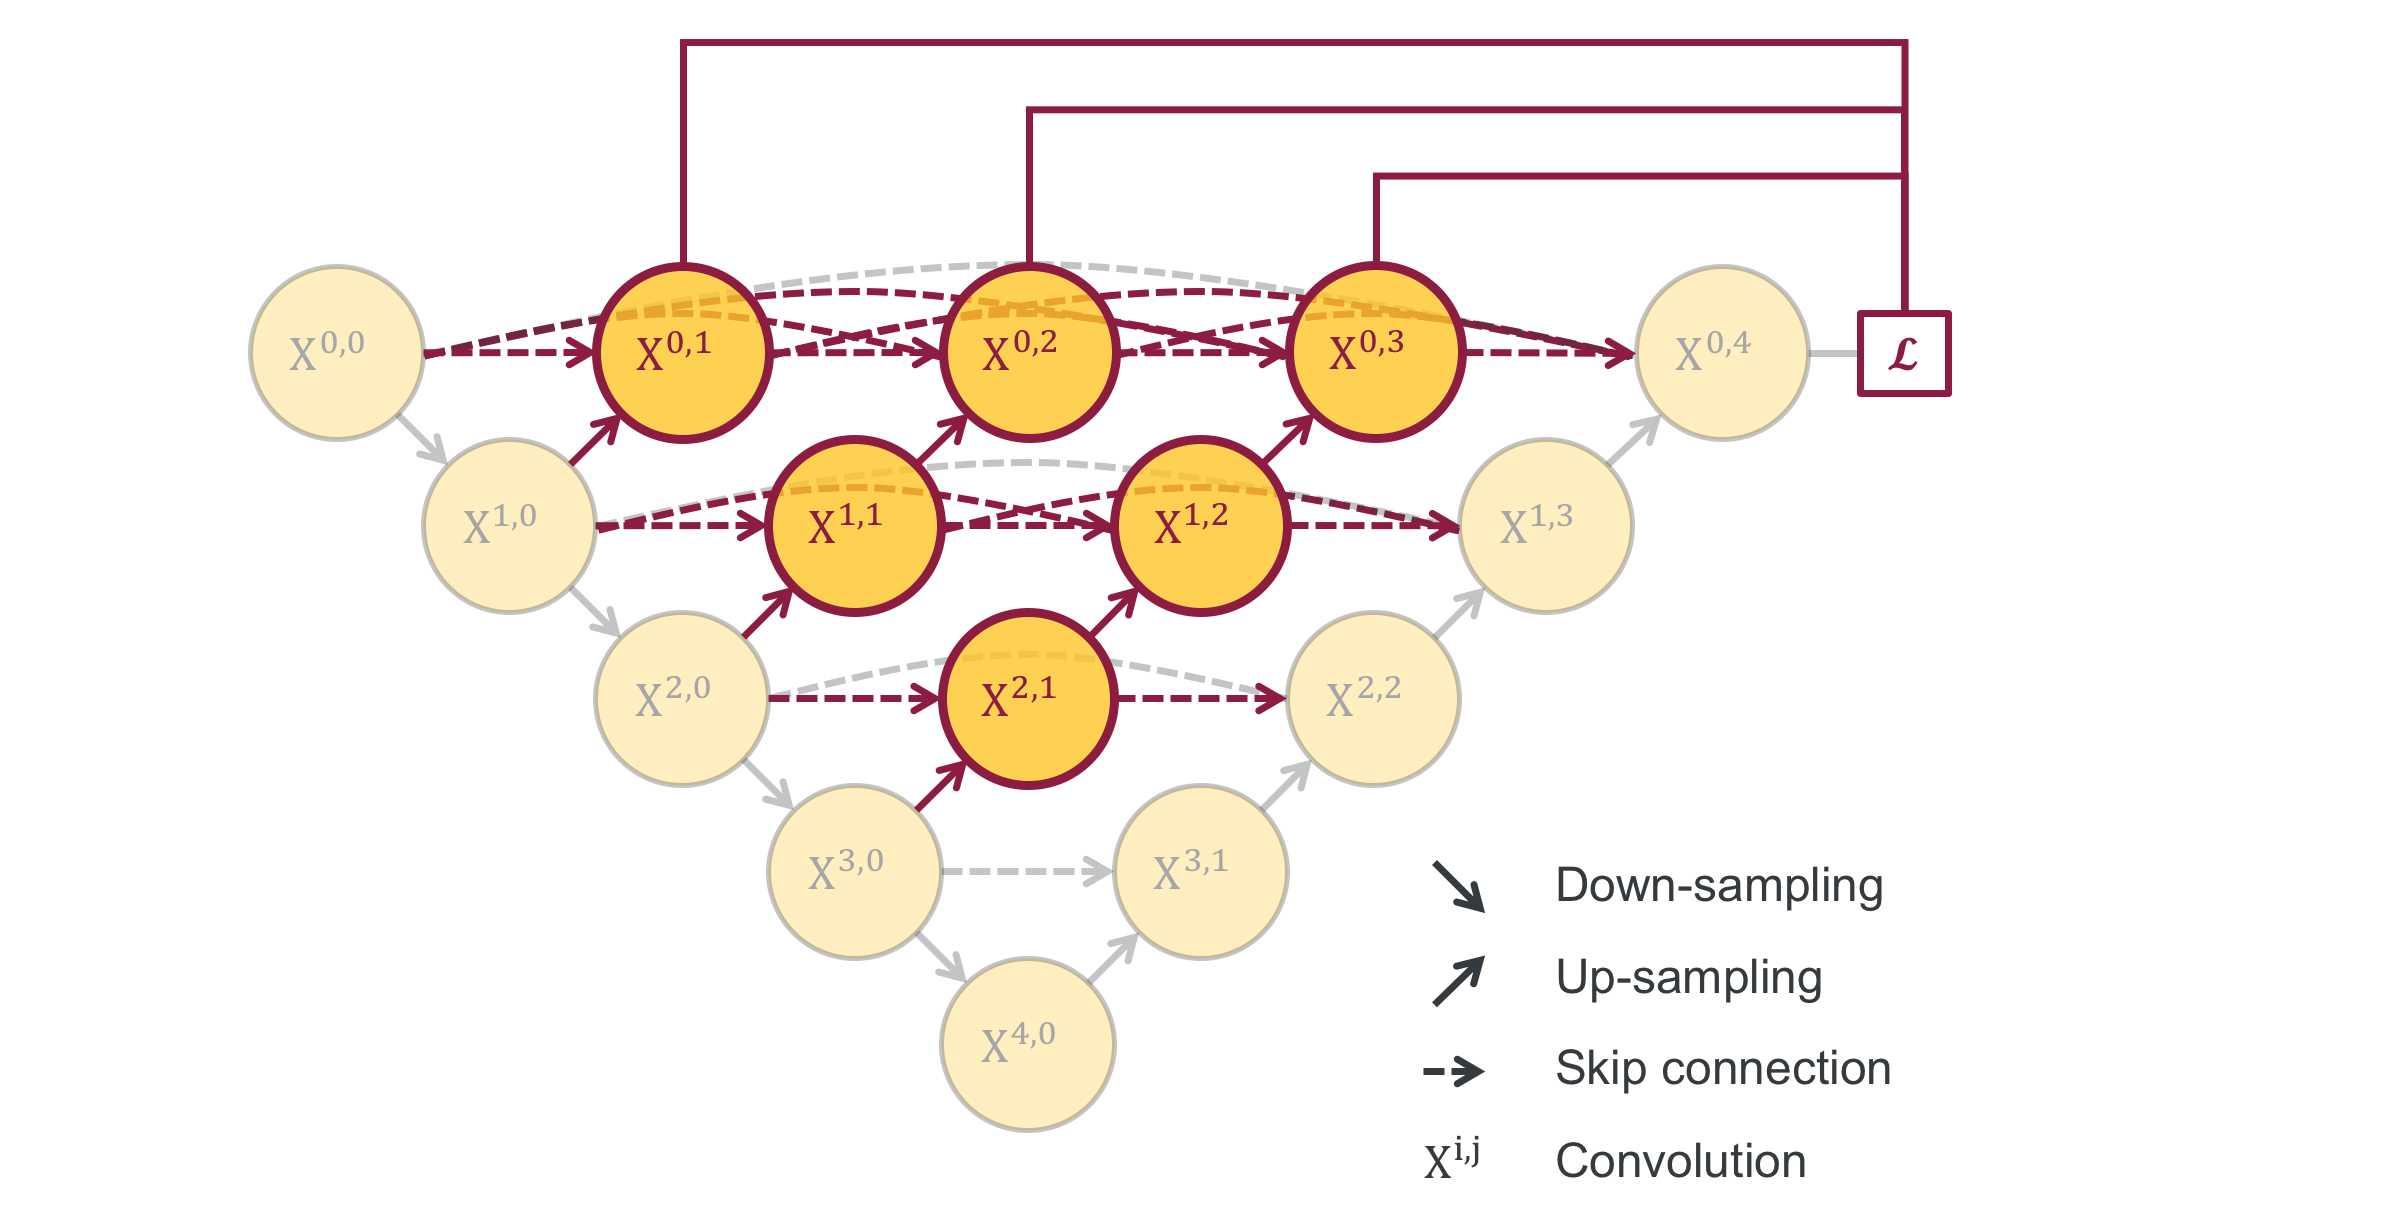 X^0,0 X^0,1 X^0,2 X^0,3 X^0,4 ℒ
X^1,0 X^1,1 X^1,2 X^1,3
X^2,0 X^2,1 X^2,2
X^3,0 X^3,1
X^4,0
Down-sampling
Up-sampling
Skip connection
X^i,j Convolution